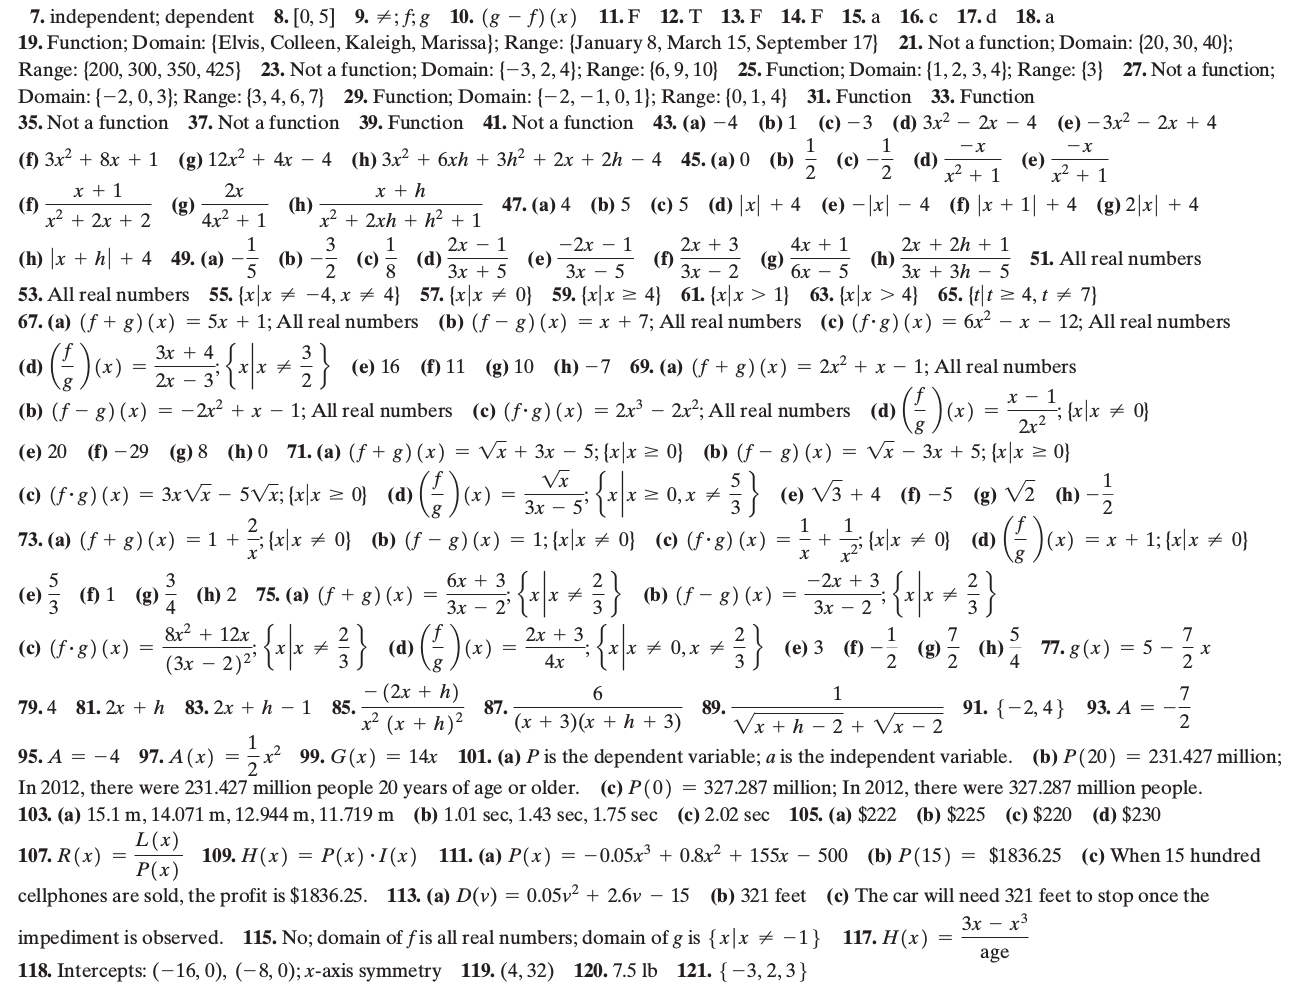 7. independent; dependent 8. [0, 5] 9. ≠; f; g 10. (g − f)(x) 11. F 12. T 13. F 14. F 15. a 16. c 17. d 18. a
19. Function; Domain: {Elvis, Colleen, Kaleigh, Marissa}; Range: {January 8, March 15, September 17} 21. Not a function; Domain: {20, 30, 40};
Range: {200, 300, 350, 425} 23. Not a function; Domain: {−3, 2, 4}; Range: {6, 9, 10} 25. Function; Domain: {1, 2, 3, 4}; Range: {3} 27. Not a function;
Domain: {−2, 0, 3}; Range: {3, 4, 6, 7} 29. Function; Domain: {−2, −1, 0, 1}; Range: {0, 1, 4} 31. Function 33. Function
35. Not a function 37. Not a function 39. Function 41. Not a function 43. (a) −4 (b) 1 (c) −3 (d) 3x² − 2x − 4 (e) −3x² − 2x + 4
(f) 3x² + 8x + 1 (g) 12x² + 4x − 4 (h) 3x² + 6xh + 3h² + 2x + 2h − 4 45. (a) 0 (b) 1/2 (c) −1/2 (d) −x/(x² + 1) (e) −x/(x² + 1)
(f) (x + 1)/(x² + 2x + 2) (g) 2x/(4x² + 1) (h) (x + h)/(x² + 2xh + h² + 1) 47. (a) 4 (b) 5 (c) 5 (d) |x| + 4 (e) −|x| − 4 (f) |x + 1| + 4 (g) 2|x| + 4
(h) |x + h| + 4 49. (a) −1/5 (b) −3/2 (c) 1/8 (d) (2x − 1)/(3x + 5) (e) (−2x − 1)/(3x − 5) (f) (2x + 3)/(3x − 2) (g) (4x + 1)/(6x − 5) (h) (2x + 2h + 1)/(3x + 3h − 5) 51. All real numbers
53. All real numbers 55. {x|x ≠ −4, x ≠ 4} 57. {x|x ≠ 0} 59. {x|x ≥ 4} 61. {x|x > 1} 63. {x|x > 4} 65. {t|t ≥ 4, t ≠ 7}
67. (a) (f + g)(x) = 5x + 1; All real numbers (b) (f − g)(x) = x + 7; All real numbers (c) (f·g)(x) = 6x² − x − 12; All real numbers
(d) (f/g)(x) = (3x + 4)/(2x − 3); {x|x ≠ 3/2} (e) 16 (f) 11 (g) 10 (h) −7 69. (a) (f + g)(x) = 2x² + x − 1; All real numbers
(b) (f − g)(x) = −2x² + x − 1; All real numbers (c) (f·g)(x) = 2x³ − 2x²; All real numbers (d) (f/g)(x) = (x − 1)/2x²; {x|x ≠ 0}
(e) 20 (f) −29 (g) 8 (h) 0 71. (a) (f + g)(x) = √x + 3x − 5; {x|x ≥ 0} (b) (f − g)(x) = √x − 3x + 5; {x|x ≥ 0}
(c) (f·g)(x) = 3x√x − 5√x; {x|x ≥ 0} (d) (f/g)(x) = √x/(3x − 5); {x|x ≥ 0, x ≠ 5/3} (e) √3 + 4 (f) −5 (g) √2 (h) −1/2
73. (a) (f + g)(x) = 1 + 2/x; {x|x ≠ 0} (b) (f − g)(x) = 1; {x|x ≠ 0} (c) (f·g)(x) = 1/x + 1/x²; {x|x ≠ 0} (d) (f/g)(x) = x + 1; {x|x ≠ 0}
(e) 5/3 (f) 1 (g) 3/4 (h) 2 75. (a) (f + g)(x) = (6x + 3)/(3x − 2); {x|x ≠ 2/3} (b) (f − g)(x) = (−2x + 3)/(3x − 2); {x|x ≠ 2/3}
(c) (f·g)(x) = (8x² + 12x)/(3x − 2)²; {x|x ≠ 2/3} (d) (f/g)(x) = (2x + 3)/4x; {x|x ≠ 0, x ≠ 2/3} (e) 3 (f) −1/2 (g) 7/2 (h) 5/4 77. g(x) = 5 − 7/2 x
79. 4 81. 2x + h 83. 2x + h − 1 85. −(2x + h)/(x² (x + h)²) 87. 6/((x + 3)(x + h + 3)) 89. 1/(√(x + h − 2) + √(x − 2)) 91. {−2, 4} 93. A = −7/2
95. A = −4 97. A(x) = 1/2 x² 99. G(x) = 14x 101. (a) P is the dependent variable; a is the independent variable. (b) P(20) = 231.427 million;
In 2012, there were 231.427 million people 20 years of age or older. (c) P(0) = 327.287 million; In 2012, there were 327.287 million people.
103. (a) 15.1 m, 14.071 m, 12.944 m, 11.719 m (b) 1.01 sec, 1.43 sec, 1.75 sec (c) 2.02 sec 105. (a) $222 (b) $225 (c) $220 (d) $230
107. R(x) = L(x)/P(x) 109. H(x) = P(x)·I(x) 111. (a) P(x) = −0.05x³ + 0.8x² + 155x − 500 (b) P(15) = $1836.25 (c) When 15 hundred
cellphones are sold, the profit is $1836.25. 113. (a) D(v) = 0.05v² + 2.6v − 15 (b) 321 feet (c) The car will need 321 feet to stop once the
impediment is observed. 115. No; domain of f is all real numbers; domain of g is {x|x ≠ −1} 117. H(x) = (3x − x³)/age
118. Intercepts: (−16, 0), (−8, 0); x-axis symmetry 119. (4, 32) 120. 7.5 lb 121. {−3, 2, 3}